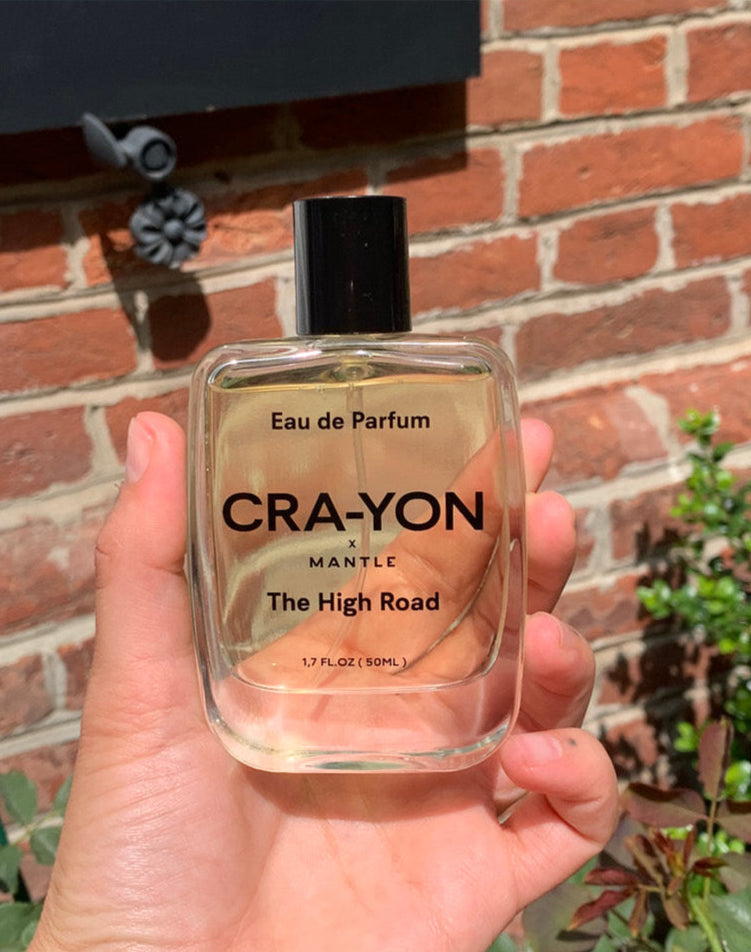 Eau de Parfum
CRA-YON
x
MANTLE
The High Road
1,7 FL.OZ ( 50ML )